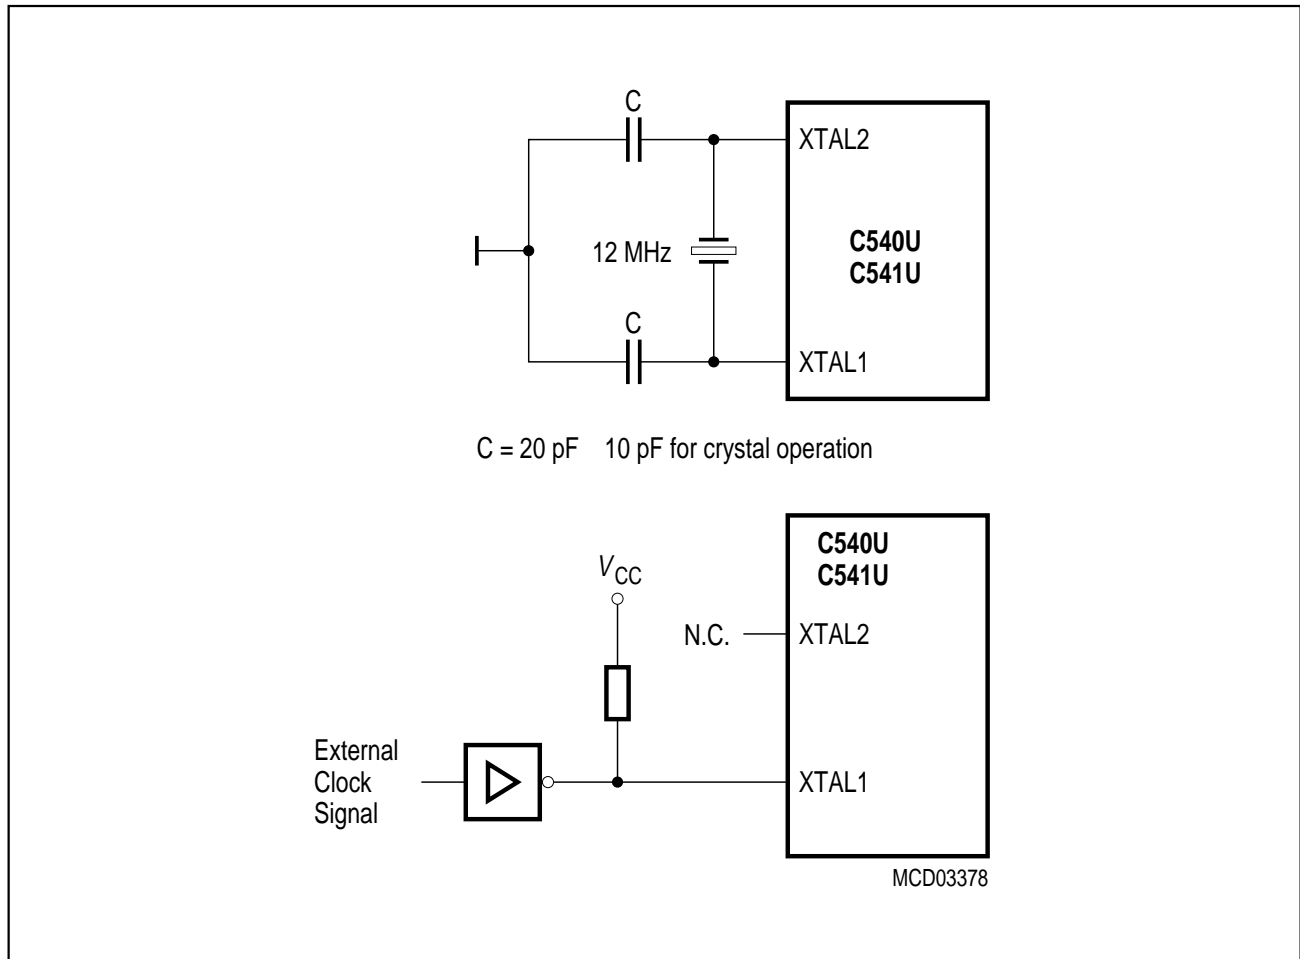 C
XTAL2
12 MHz
C540U
C541U
C
XTAL1
C = 20 pF 10 pF for crystal operation
C540U
C541U
VCC
N.C.
XTAL2
External
Clock
Signal
XTAL1
MCD03378